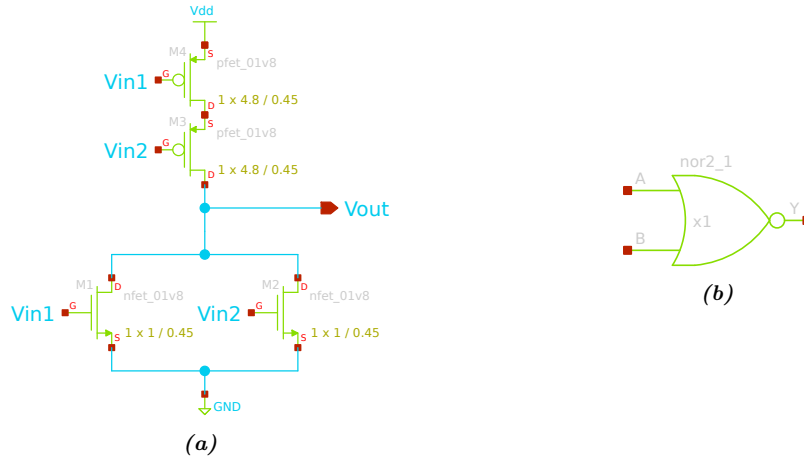 Vdd
M4
S
pfet_01v8
Vin1
G
1 x 4.8 / 0.45
D
M3
S
pfet_01v8
Vin2
G
1 x 4.8 / 0.45
D
Vout
M1
D
nfet_01v8
Vin1
G
1 x 1 / 0.45
S
M2
D
nfet_01v8
Vin2
G
1 x 1 / 0.45
S
GND
(a)
nor2_1
A
x1
Y
B
(b)